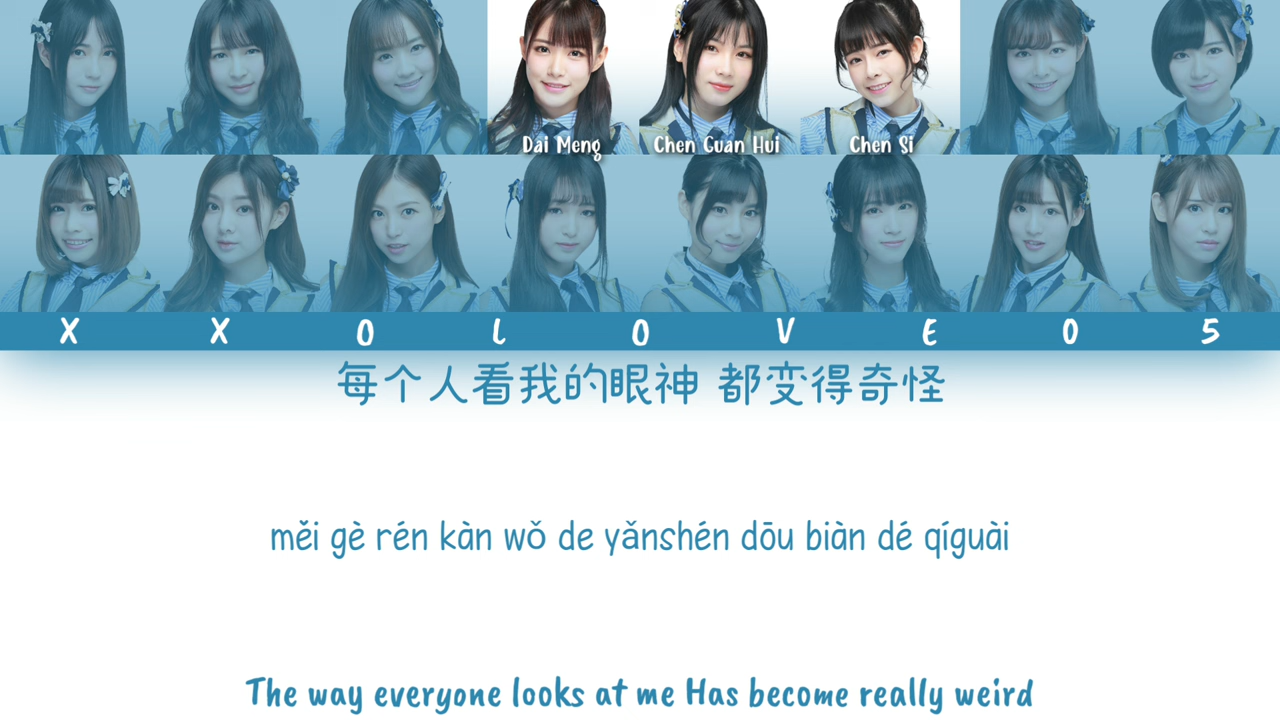 Dai Meng
Chen Guan Hui
Chen Si
X X O L O V E 0 5
每个人看我的眼神 都变得奇怪
měi gè rén kàn wǒ de yǎnshén dōu biàn dé qíguài
The way everyone looks at me Has become really weird